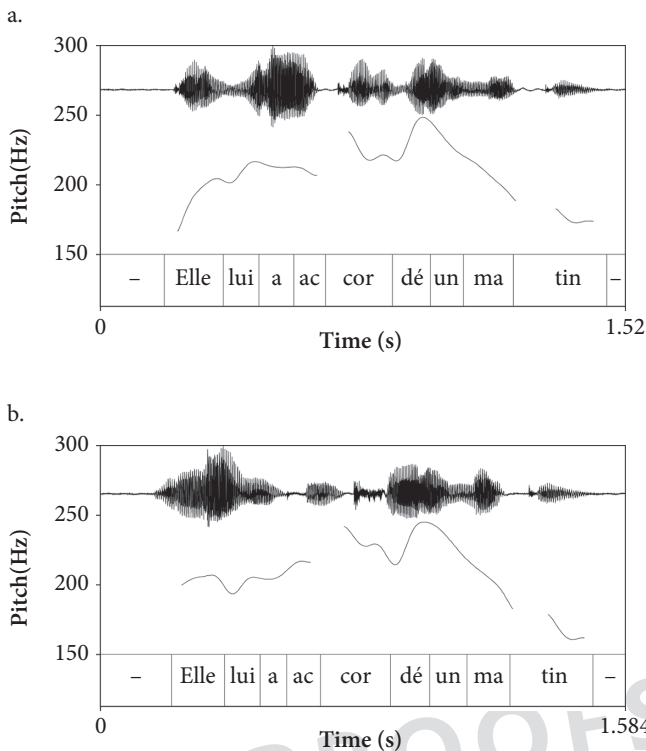 a.
300
250
200
150
Pitch(Hz)
– Elle lui a ac cor dé un ma tin –
0 1.52
Time (s)
b.
300
250
200
150
Pitch(Hz)
– Elle lui a ac cor dé un ma tin –
0 1.584
Time (s)